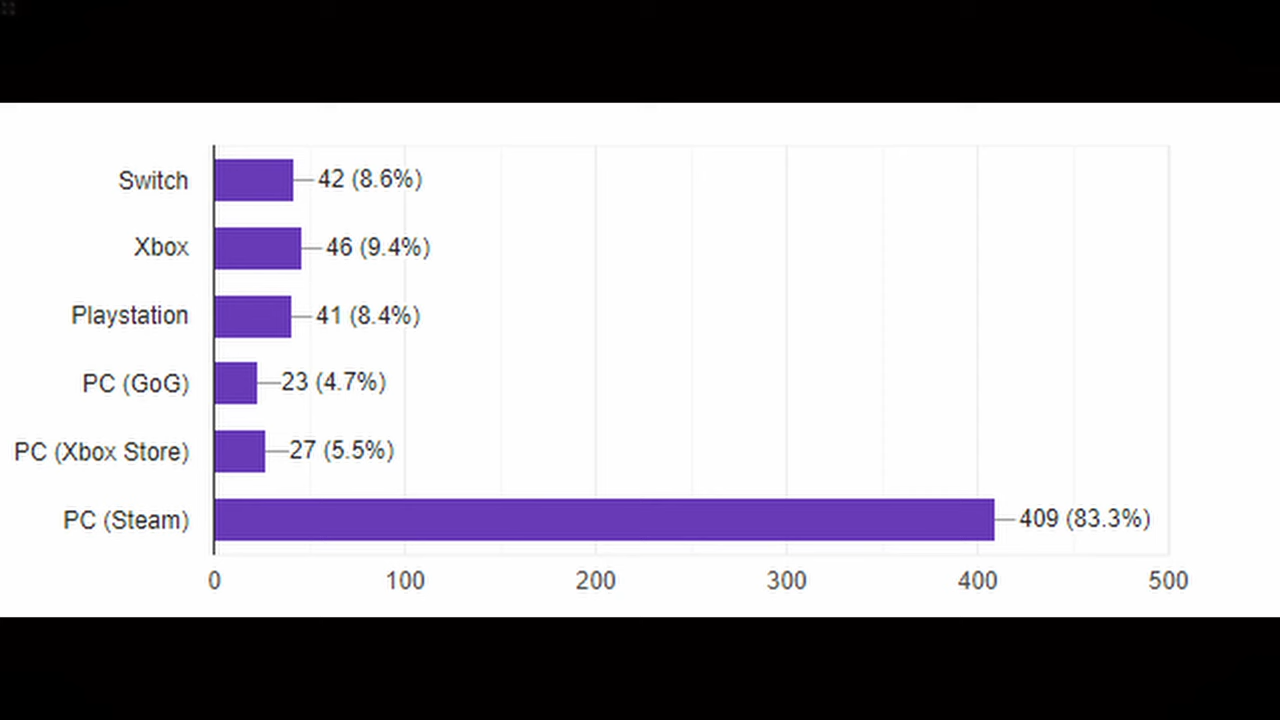 Switch 42 (8.6%)
Xbox 46 (9.4%)
Playstation 41 (8.4%)
PC (GoG) 23 (4.7%)
PC (Xbox Store) 27 (5.5%)
PC (Steam) 409 (83.3%)
0 100 200 300 400 500